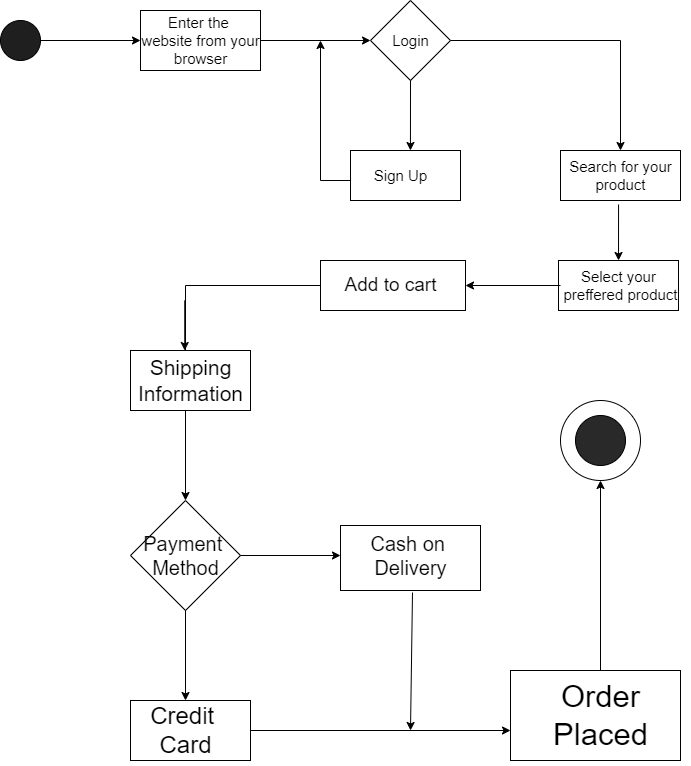 Enter the
website from your
browser
Login
Sign Up
Search for your
product
Select your
preffered product
Add to cart
Shipping
Information
Payment
Method
Cash on
Delivery
Credit
Card
Order
Placed